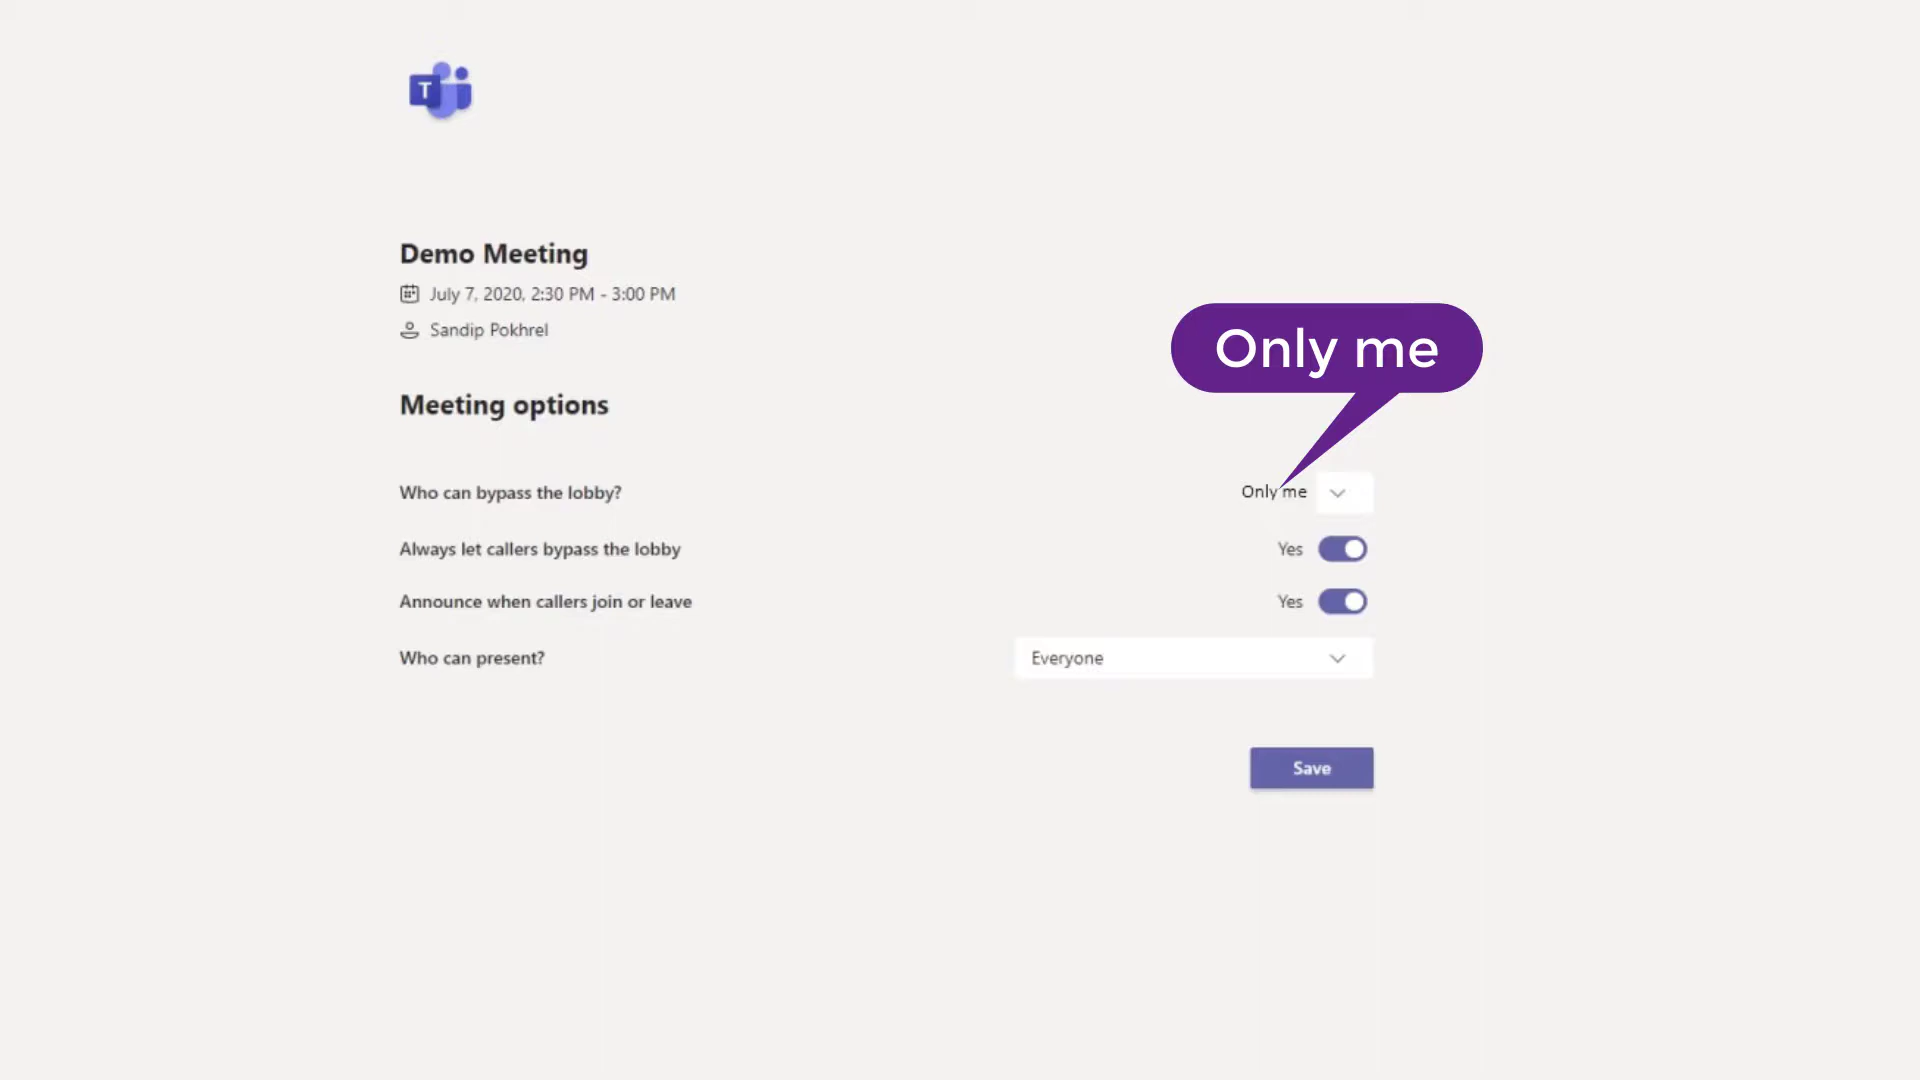 T
Demo Meeting
July 7, 2020, 2:30 PM - 3:00 PM
Sandip Pokhrel
Only me
Meeting options
Who can bypass the lobby? Only me
Always let callers bypass the lobby Yes
Announce when callers join or leave Yes
Who can present? Everyone
Save